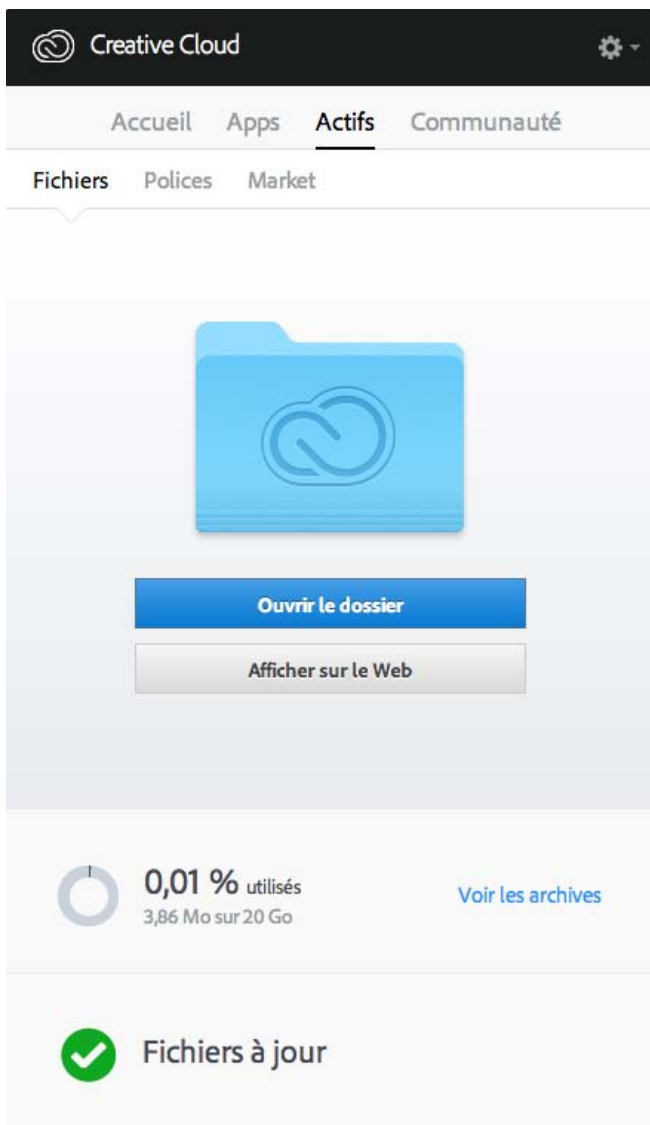 Creative Cloud
Accueil Apps Actifs Communauté
Fichiers Polices Market
Ouvrir le dossier
Afficher sur le Web
0,01 % utilisés
3,86 Mo sur 20 Go
Voir les archives
Fichiers à jour